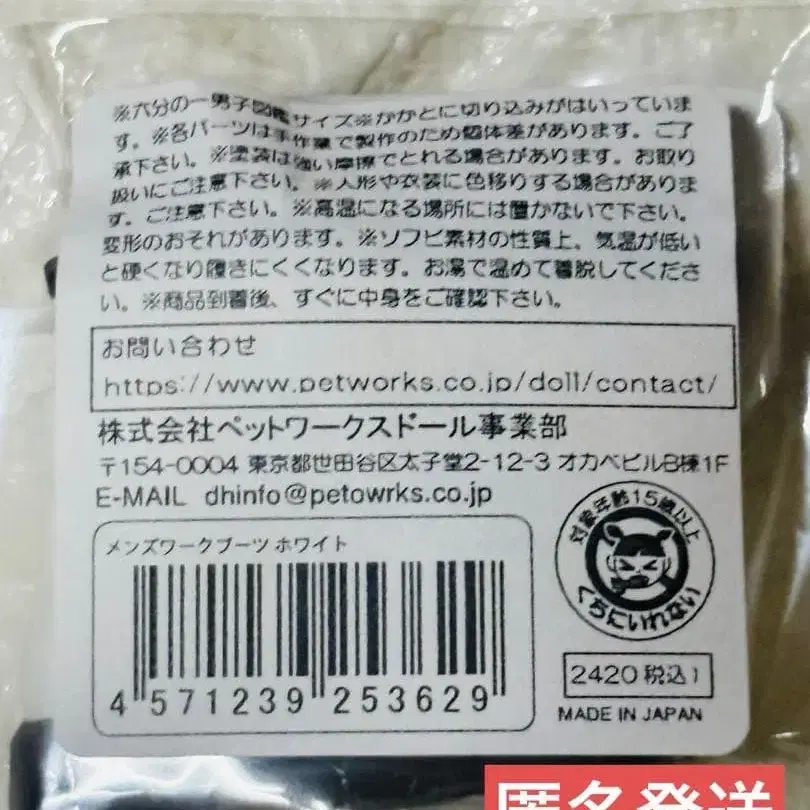 ※六分の一男子図鑑サイズ※かかとに切り込みがはいっていま
す。※各パーツは手作業で製作のため個体差があります。ご了
承下さい。※塗装は強い摩擦でとれる場合があります。お取り
扱いにご注意下さい。※人形や衣装に色移りする場合がありま
す。ご注意下さい。※高温になる場所には置かないで下さい。
変形のおそれがあります。※ソフビ素材の性質上、気温が低い
と硬くなり履きにくくなります。お湯で温めて着脱してくださ
い。※商品到着後、すぐに中身をご確認下さい。
お問い合わせ
https://www.petworks.co.jp/doll/contact/
株式会社ペットワークスドール事業部
〒154-0004 東京都世田谷区太子堂2-12-3 オカベビルB棟1F
E-MAIL dhinfo@petowrks.co.jp
メンズワークブーツ ホワイト
4 571239 253629
対象年齢15歳以上
くちにいれない
2420税込)
MADE IN JAPAN
匿名発送